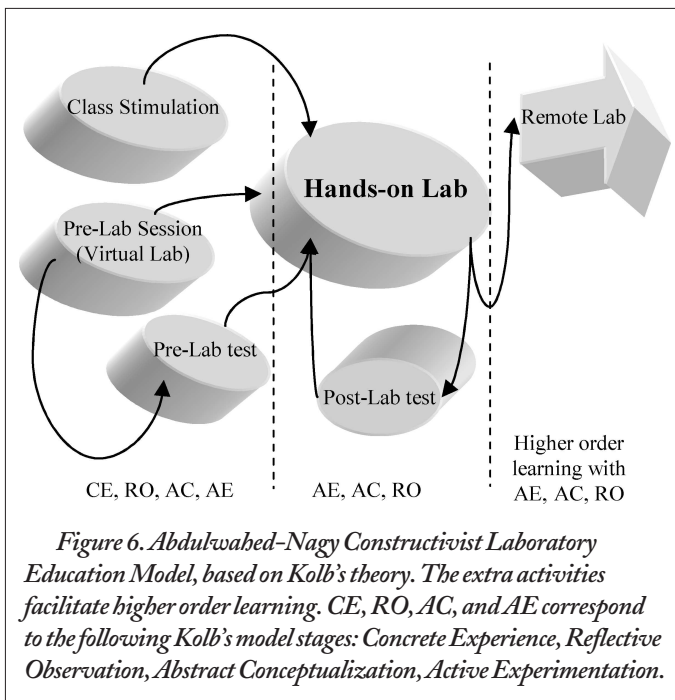 Class Stimulation
Remote Lab
Hands-on Lab
Pre-Lab Session
(Virtual Lab)
Pre-Lab test
Post-Lab test
CE, RO, AC, AE
AE, AC, RO
Higher order
learning with
AE, AC, RO
Figure 6. Abdulwahed-Nagy Constructivist Laboratory
Education Model, based on Kolb's theory. The extra activities
facilitate higher order learning. CE, RO, AC, and AE correspond
to the following Kolb's model stages: Concrete Experience, Reflective
Observation, Abstract Conceptualization, Active Experimentation.